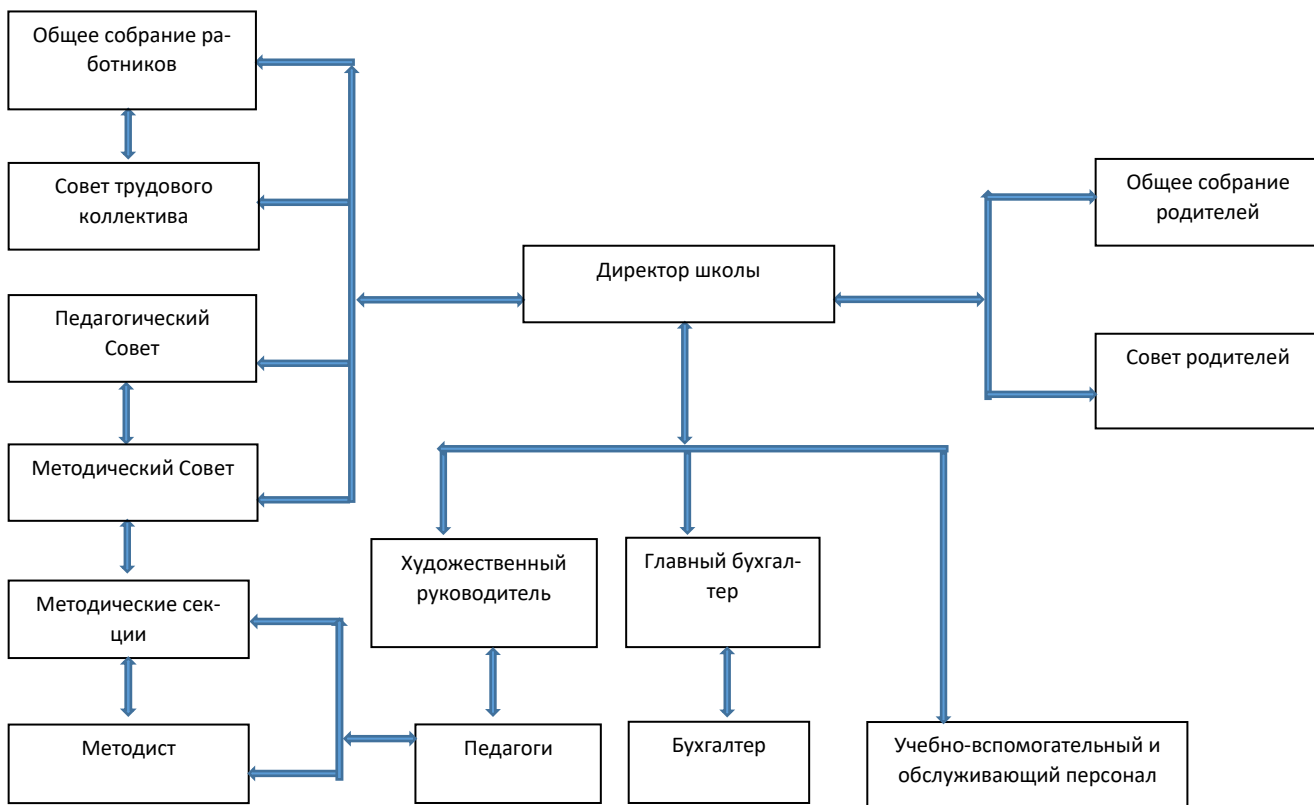 Общее собрание ра-
ботников
Совет трудового
коллектива
Общее собрание
родителей
Директор школы
Педагогический
Совет
Совет родителей
Методический Совет
Художественный
руководитель
Главный бухгал-
тер
Методические сек-
ции
Методист
Педагоги
Бухгалтер
Учебно-вспомогательный и
обслуживающий персонал